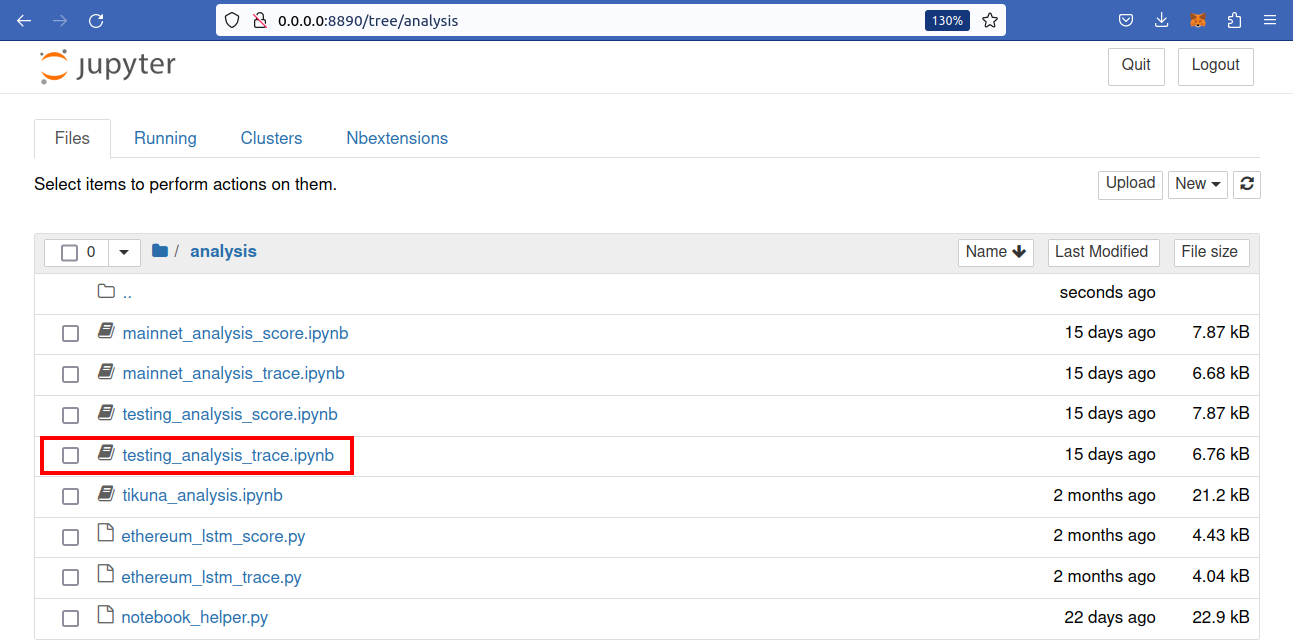 0.0.0.0:8890/tree/analysis 130%
jupyter Quit Logout
Files Running Clusters Nbextensions
Select items to perform actions on them. Upload New
0 / analysis Name Last Modified File size
.. seconds ago
mainnet_analysis_score.ipynb 15 days ago 7.87 kB
mainnet_analysis_trace.ipynb 15 days ago 6.68 kB
testing_analysis_score.ipynb 15 days ago 7.87 kB
testing_analysis_trace.ipynb 15 days ago 6.76 kB
tikuna_analysis.ipynb 2 months ago 21.2 kB
ethereum_lstm_score.py 2 months ago 4.43 kB
ethereum_lstm_trace.py 2 months ago 4.04 kB
notebook_helper.py 22 days ago 22.9 kB